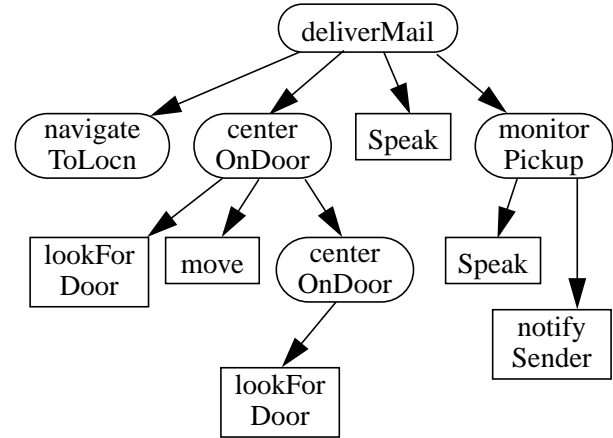 deliverMail
navigate
ToLocn
center
OnDoor
Speak
monitor
Pickup
lookFor
Door
move
center
OnDoor
Speak
notify
Sender
lookFor
Door